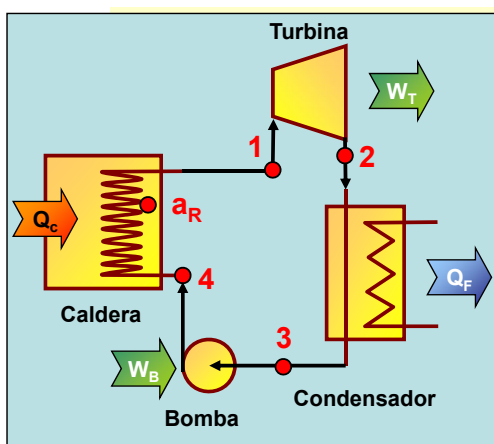 Turbina
W_T
1
2
a_R
Q_c
Q_F
4
Caldera
3
W_B
Condensador
Bomba